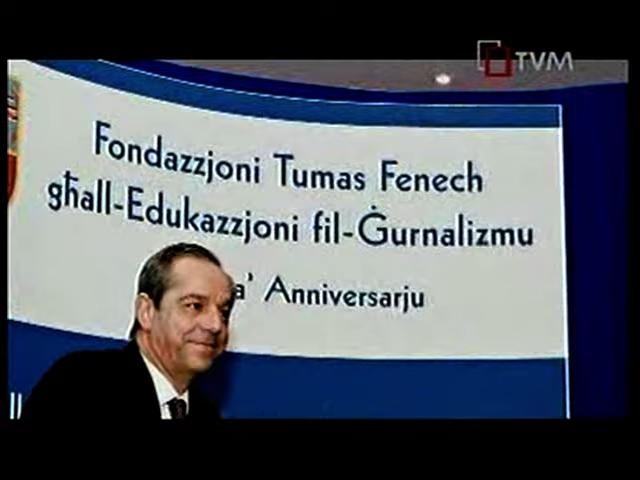 TVM
Fondazzjoni Tumas Fenech
għall-Edukazzjoni fil-Ġurnalizmu
Anniversarju